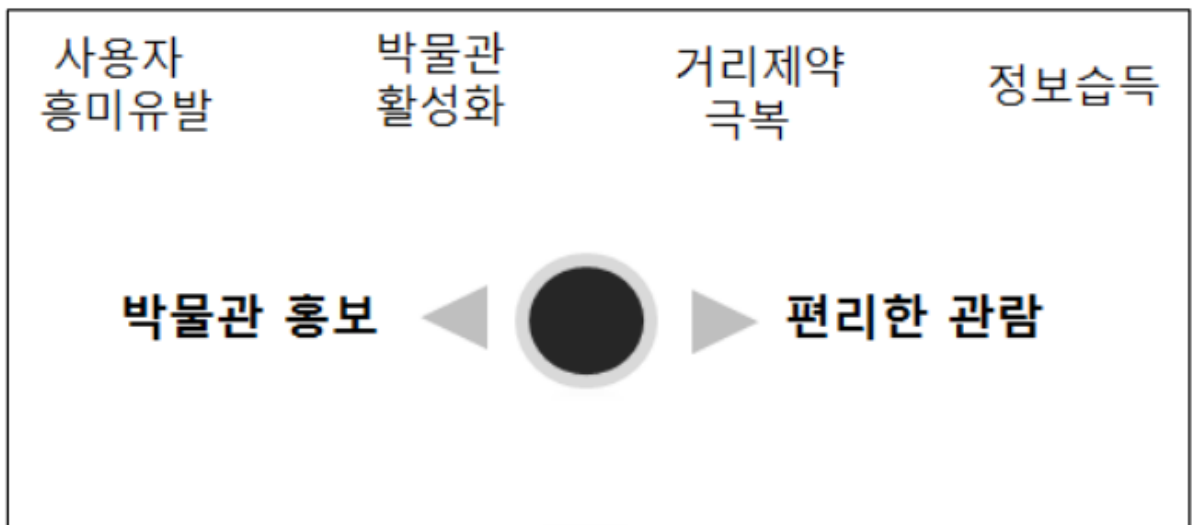 사용자
흥미유발
박물관
활성화
거리제약
극복
정보습득
박물관 홍보
편리한 관람